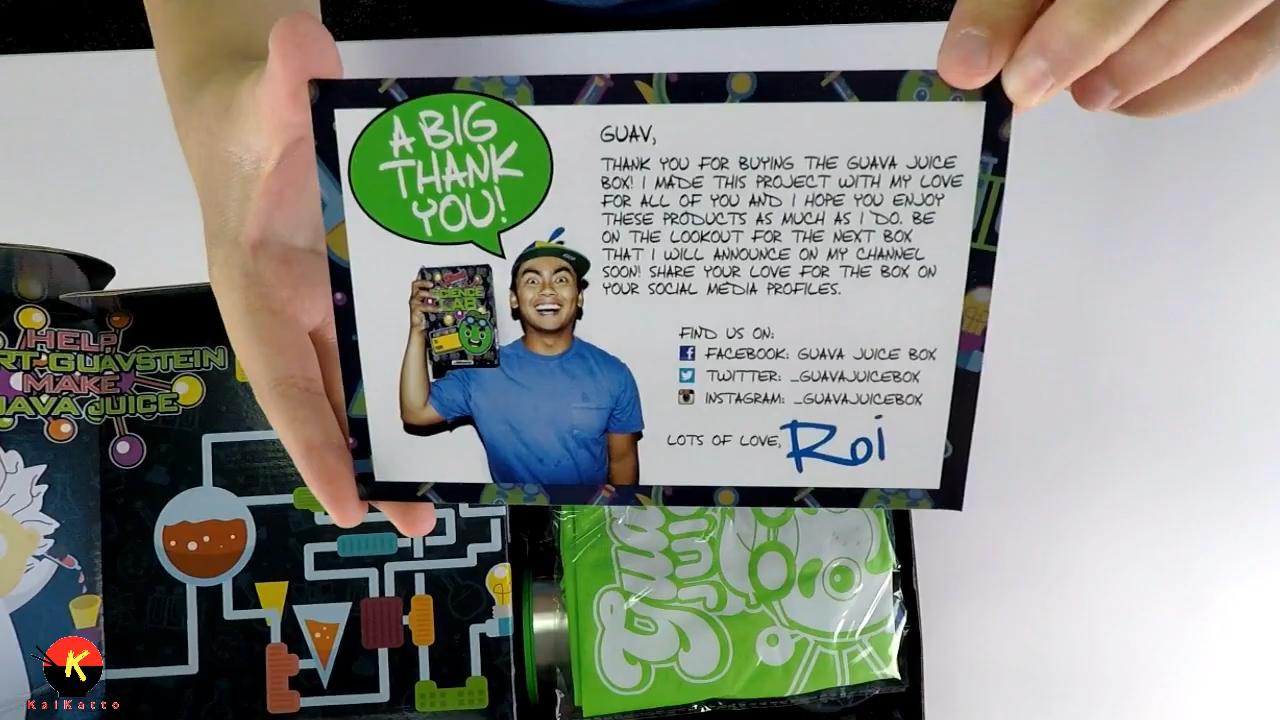 A BIG
THANK
YOU!
GUAV,
THANK YOU FOR BUYING THE GUAVA JUICE
BOX! I MADE THIS PROJECT WITH MY LOVE
FOR ALL OF YOU AND I HOPE YOU ENJOY
THESE PRODUCTS AS MUCH AS I DO. BE
ON THE LOOKOUT FOR THE NEXT BOX
THAT I WILL ANNOUNCE ON MY CHANNEL
SOON! SHARE YOUR LOVE FOR THE BOX ON
YOUR SOCIAL MEDIA PROFILES.
FIND US ON:
FACEBOOK: GUAVA JUICE BOX
TWITTER: _GUAVAJUICEBOX
INSTAGRAM: _GUAVAJUICEBOX
LOTS OF LOVE, Roi
SCIENCE
LAB
HELP
RT GUAVSTEIN
MAKE
UAVA JUICE
K
KaiKatto